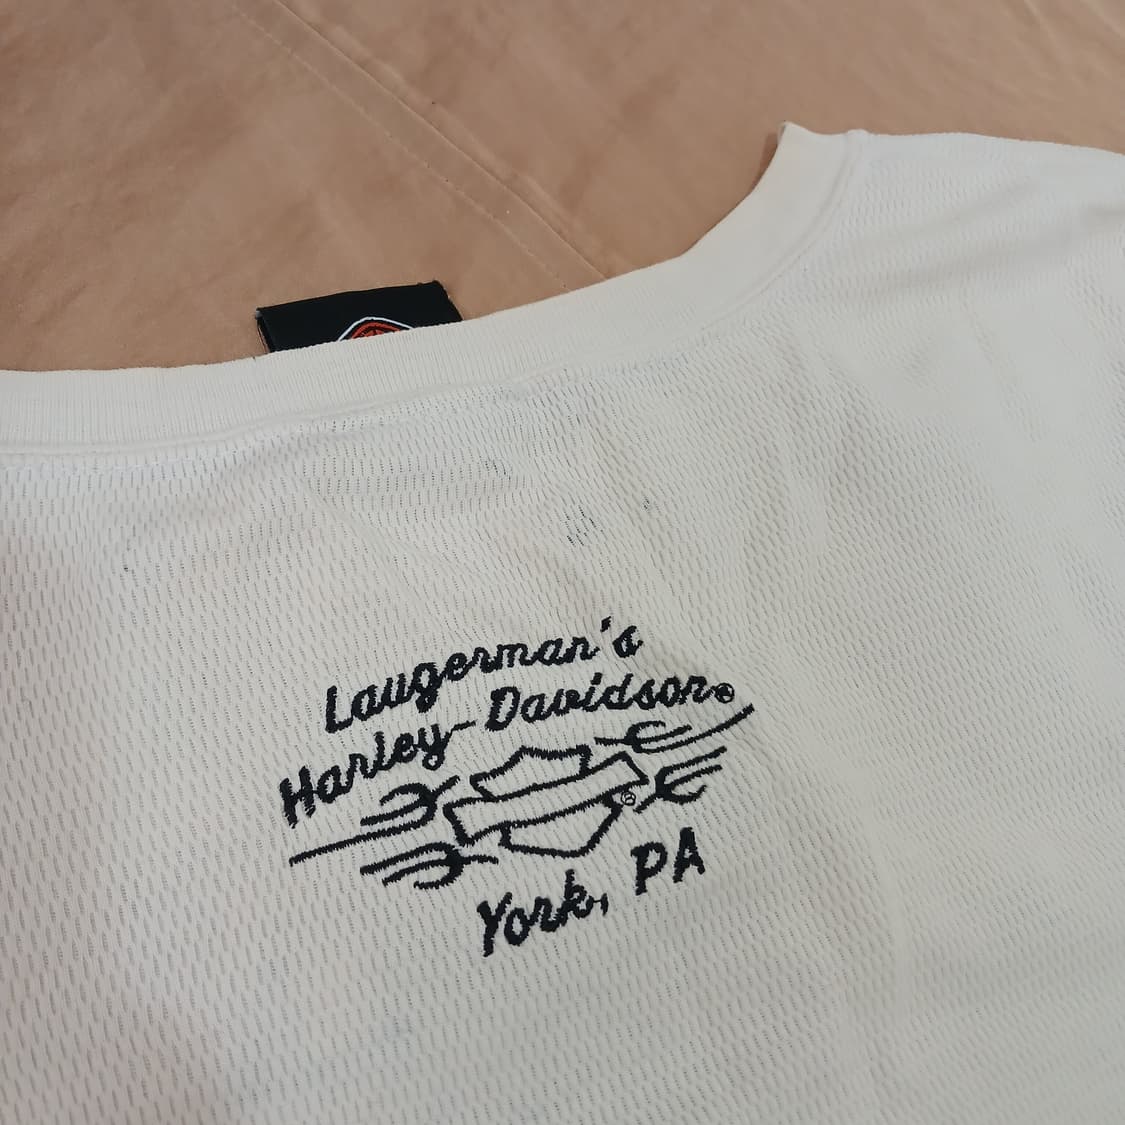 Laugerman's
Harley-Davidson®
®
York, PA